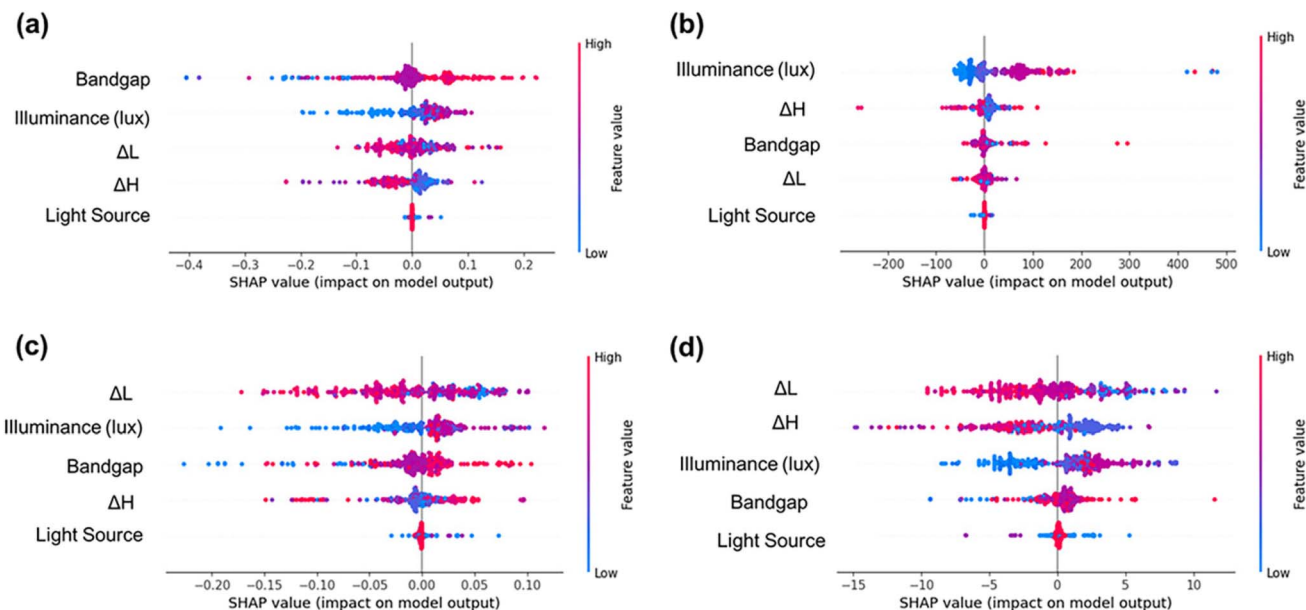 (a)
High
Bandgap
Illuminance (lux)
ΔL
ΔH
Light Source
Low
Feature value
−0.4 −0.3 −0.2 −0.1 0.0 0.1 0.2
SHAP value (impact on model output)
(b)
High
Illuminance (lux)
ΔH
Bandgap
ΔL
Light Source
Low
Feature value
−200 −100 0 100 200 300 400 500
SHAP value (impact on model output)
(c)
High
ΔL
Illuminance (lux)
Bandgap
ΔH
Light Source
Low
Feature value
−0.20 −0.15 −0.10 −0.05 0.00 0.05 0.10
SHAP value (impact on model output)
(d)
High
ΔL
ΔH
Illuminance (lux)
Bandgap
Light Source
Low
Feature value
−15 −10 −5 0 5 10
SHAP value (impact on model output)